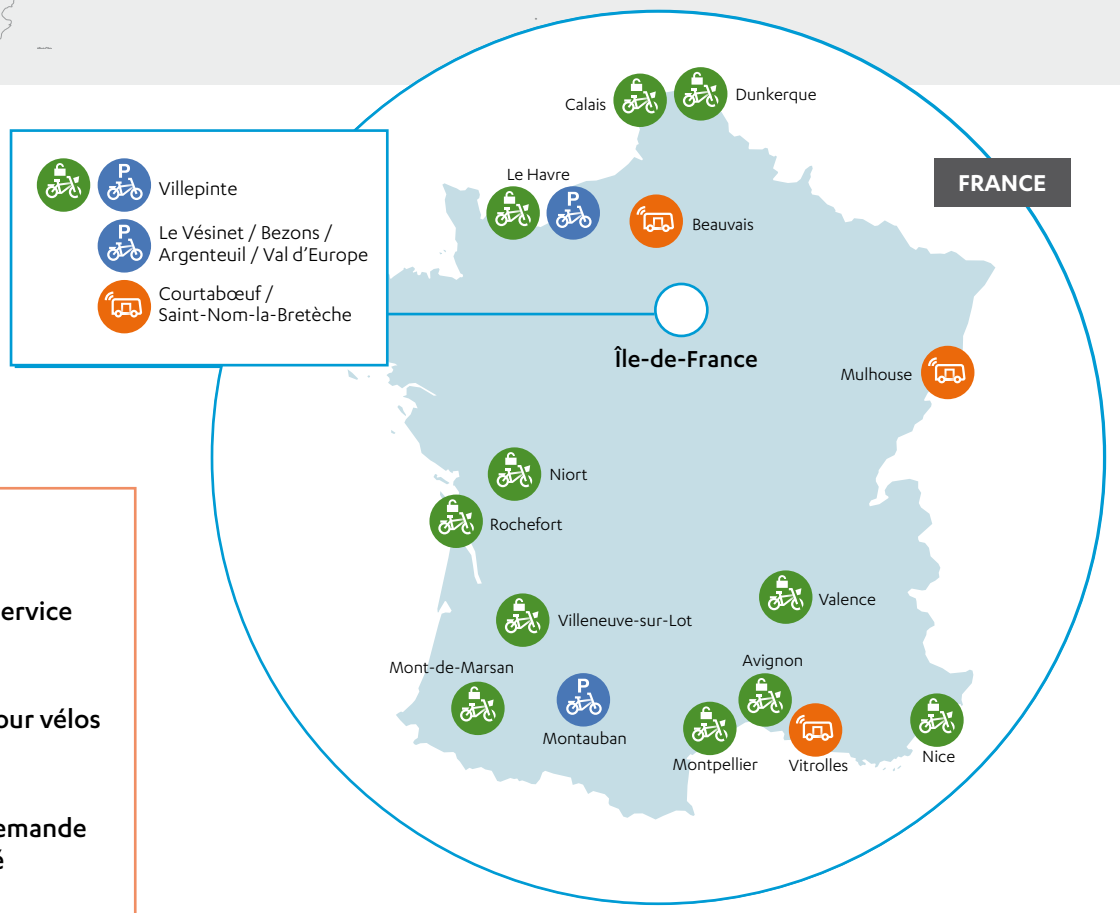 Calais
Dunkerque
FRANCE
P
Villepinte
P
Le Vésinet / Bezons /
Argenteuil / Val d'Europe
Courtabœuf /
Saint-Nom-la-Bretèche
Le Havre
P
Beauvais
Île-de-France
Mulhouse
Niort
Rochefort
Villeneuve-sur-Lot
Valence
Mont-de-Marsan
P
Montauban
Avignon
Montpellier
Vitrolles
Nice
ervice
our vélos
emande
é